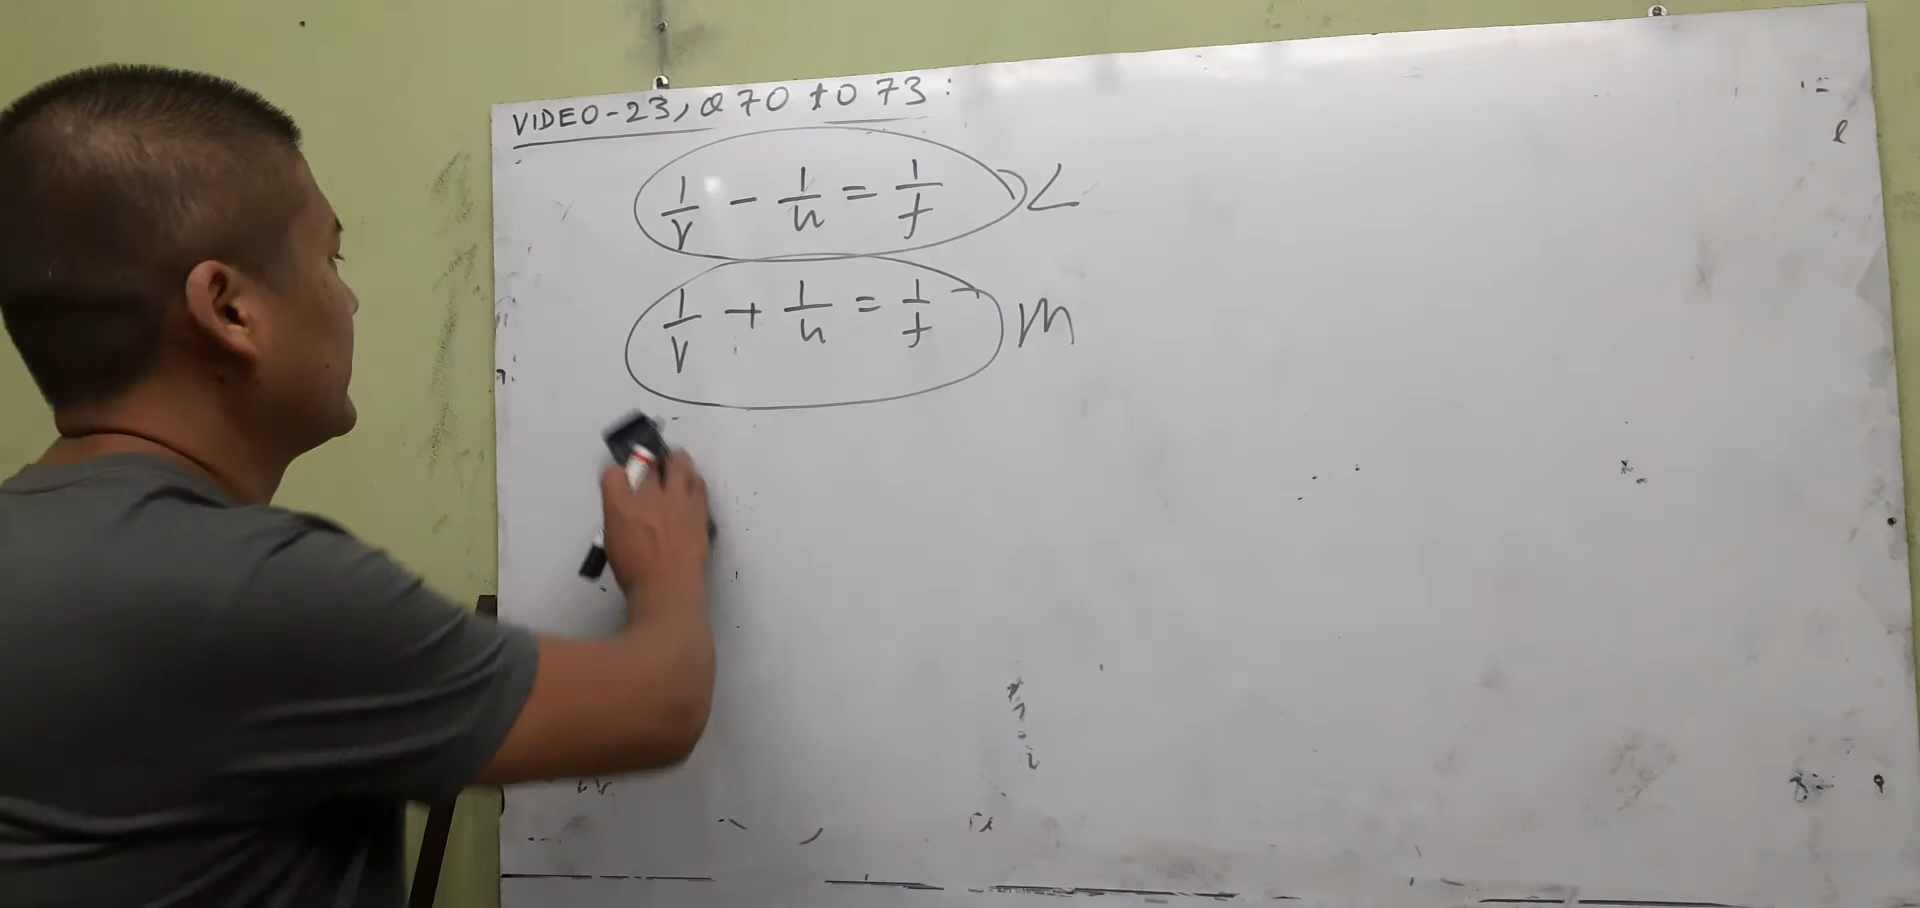 VIDEO-23, Q 70 to 73:
1/v - 1/u = 1/f L
1/v + 1/u = 1/f m